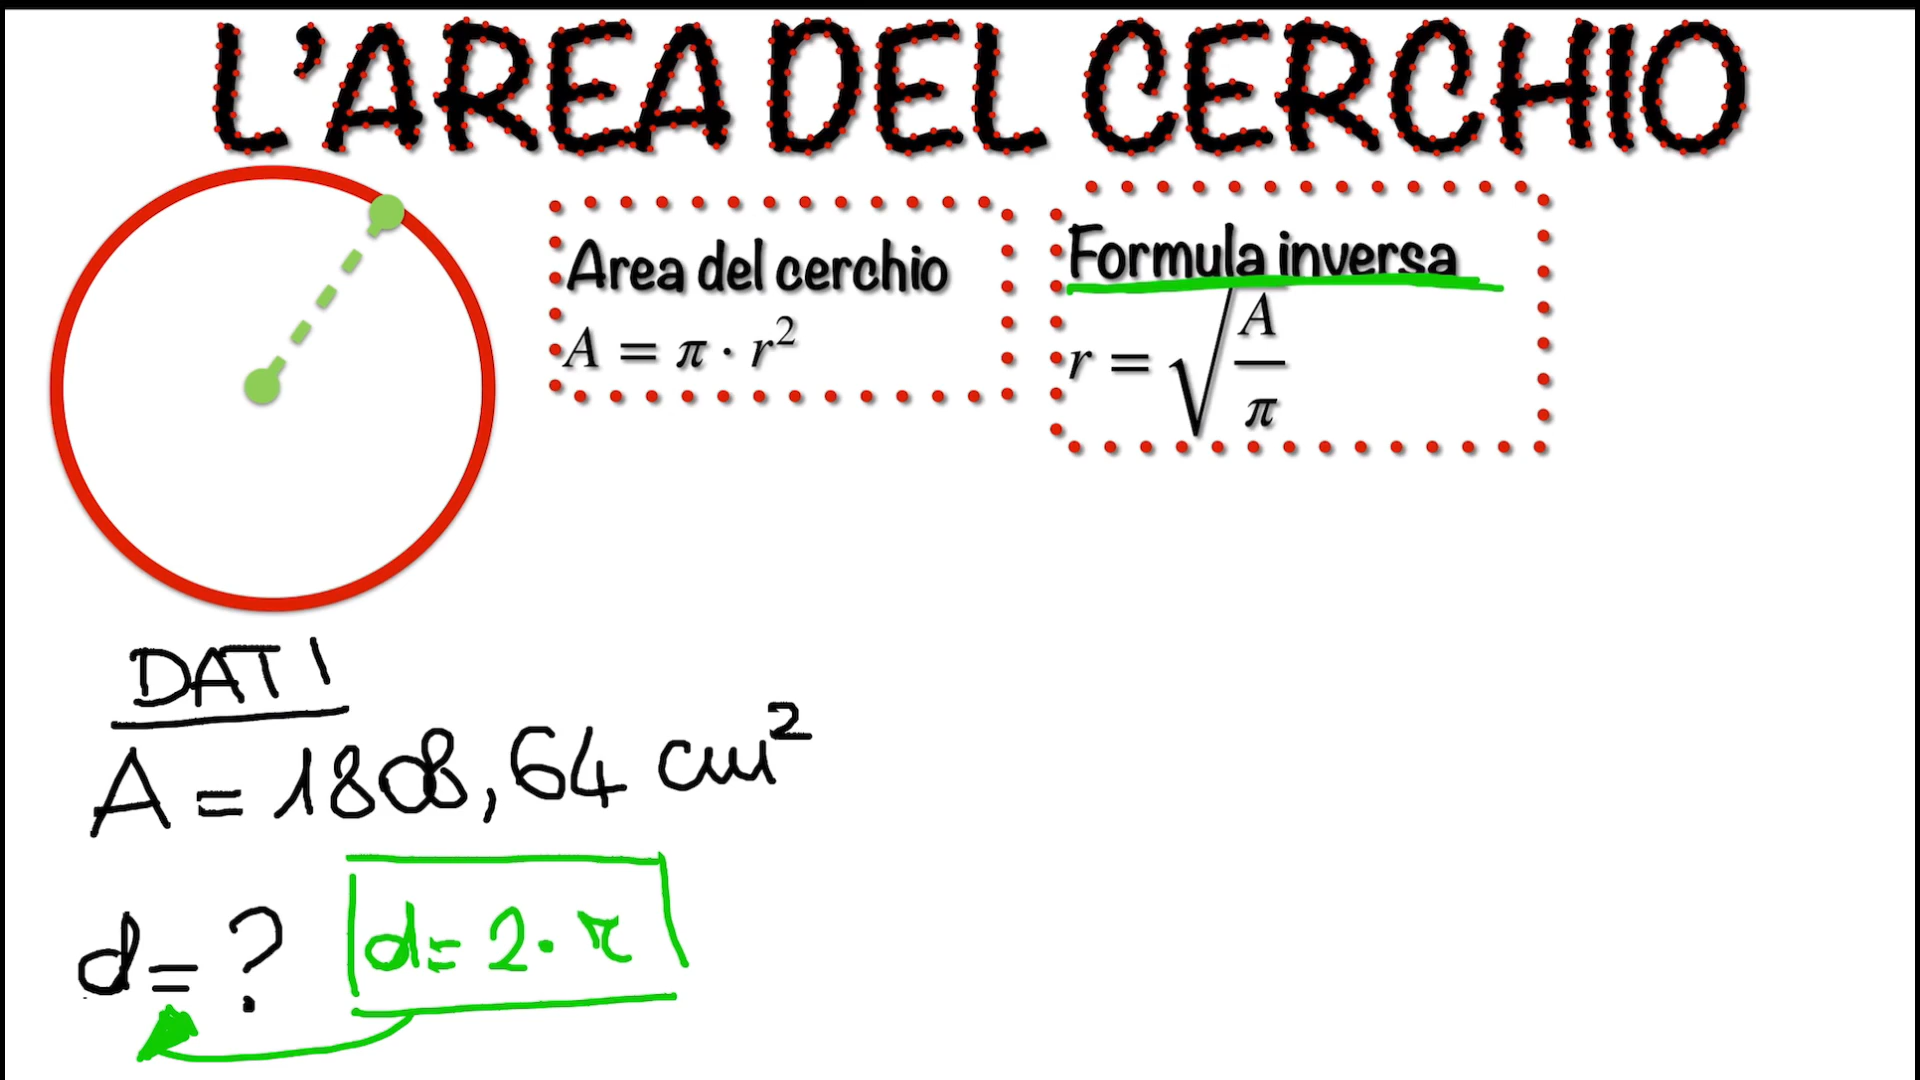 L'AREA DEL CERCHIO
Area del cerchio
A = π · r²
Formula inversa
r = √(A/π)
DATI
A = 1808,64 cm²
d = ?
d = 2 · r